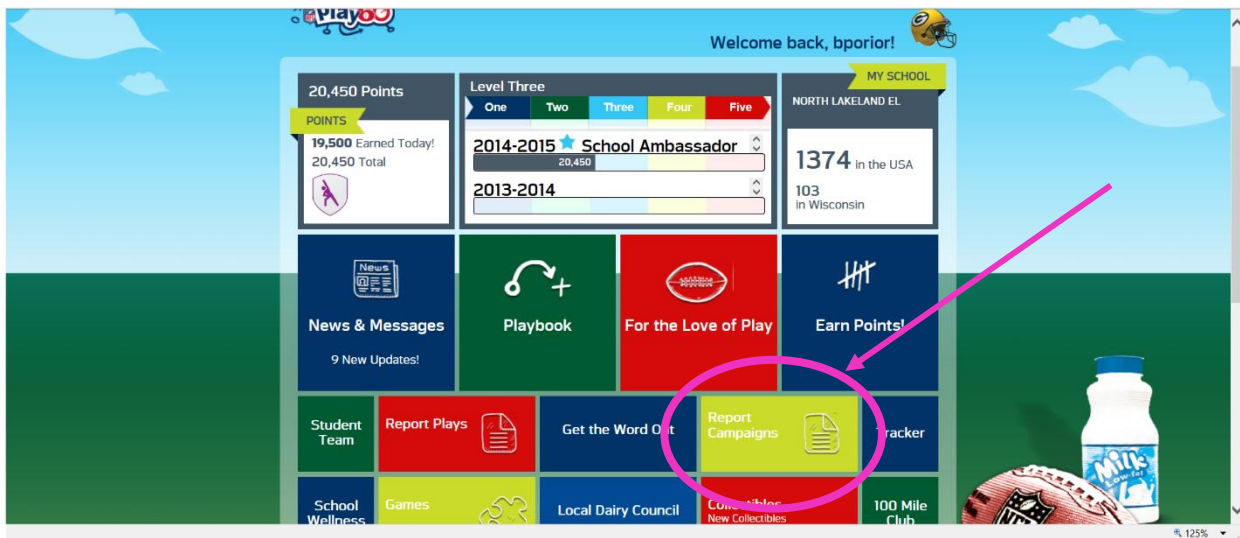 Play60
Welcome back, bporior!
20,450 Points
POINTS
19,500 Earned Today!
20,450 Total
Level Three
One Two Three Four Five
2014-2015 School Ambassador
20,450
2013-2014
MY SCHOOL
NORTH LAKELAND EL
1374 in the USA
103
in Wisconsin
News
News & Messages
9 New Updates!
Playbook
For the Love of Play
Earn Points!
Student
Team
Report Plays
Get the Word Out
Report
Campaigns
Tracker
School
Wellness
Games
Local Dairy Council
Collectibles
New Collectibles
100 Mile
Club
Milk
Low-fat
NFL
125%